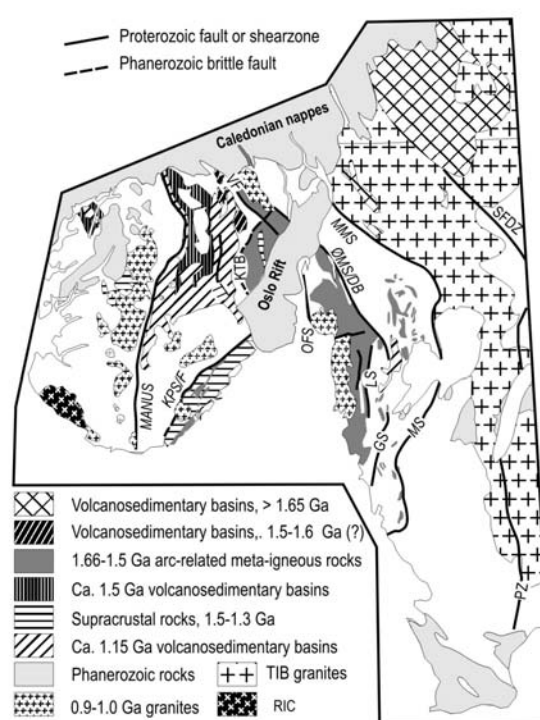 Proterozoic fault or shearzone
Phanerozoic brittle fault
Caledonian nappes
SFDZ
MMS
ØMS/DB
KTB
Oslo Rift
OFS
MANUS
KPS/F
LS
GS
MS
PZ
Volcanosedimentary basins, > 1.65 Ga
Volcanosedimentary basins,. 1.5-1.6 Ga (?)
1.66-1.5 Ga arc-related meta-igneous rocks
Ca. 1.5 Ga volcanosedimentary basins
Supracrustal rocks, 1.5-1.3 Ga
Ca. 1.15 Ga volcanosedimentary basins
Phanerozoic rocks TIB granites
0.9-1.0 Ga granites RIC